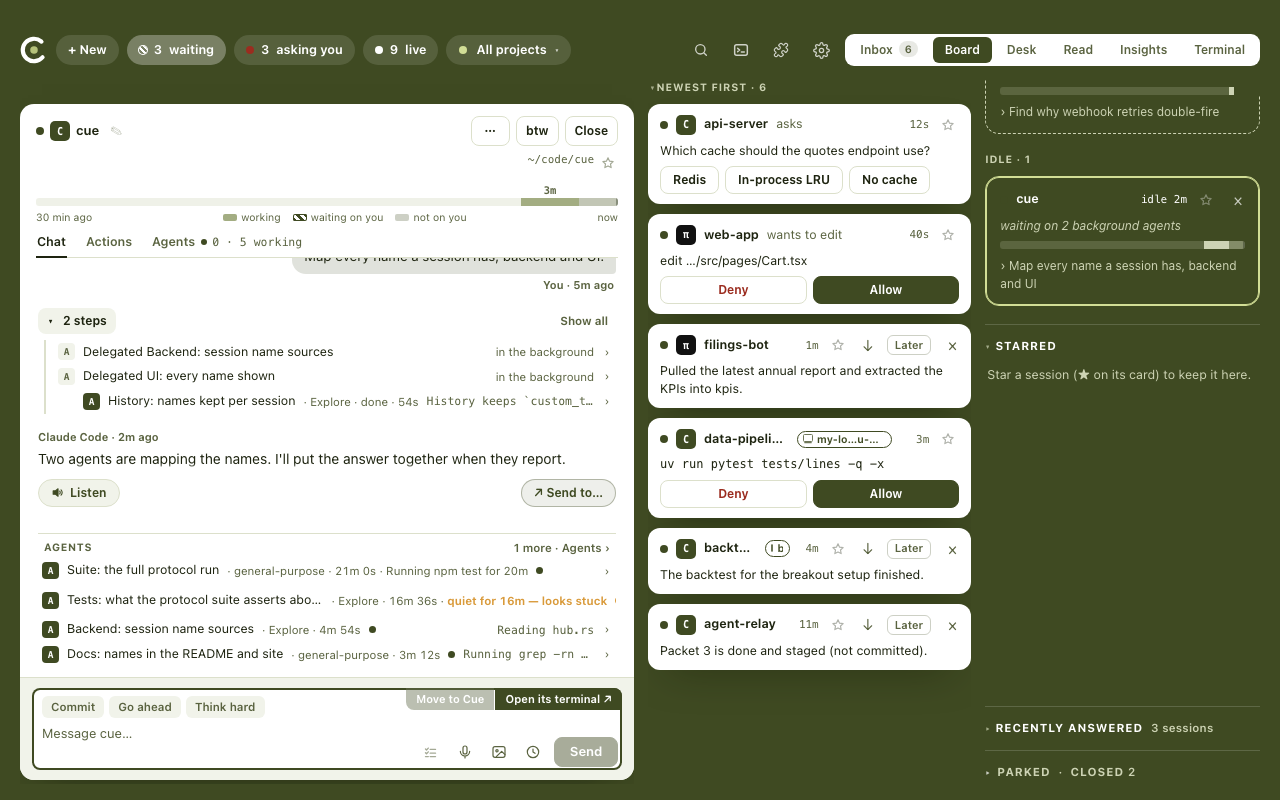 + New
3 waiting
3 asking you
9 live
All projects
Inbox 6
Board
Desk
Read
Insights
Terminal
C cue
···
btw
Close
~/code/cue
3m
30 min ago
working
waiting on you
not on you
now
Chat
Actions
Agents 0 · 5 working
Map every name a session has, backend and UI.
You · 5m ago
2 steps
Show all
A Delegated Backend: session name sources in the background ›
A Delegated UI: every name shown in the background ›
A History: names kept per session · Explore · done · 54s History keeps `custom_t… ›
Claude Code · 2m ago
Two agents are mapping the names. I'll put the answer together when they report.
Listen
Send to...
AGENTS
1 more · Agents ›
A Suite: the full protocol run · general-purpose · 21m 0s · Running npm test for 20m ›
A Tests: what the protocol suite asserts abo… · Explore · 16m 36s · quiet for 16m — looks stuck
A Backend: session name sources · Explore · 4m 54s Reading hub.rs ›
A Docs: names in the README and site · general-purpose · 3m 12s Running grep –rn … ›
Commit
Go ahead
Think hard
Move to Cue
Open its terminal ↗
Message cue…
Send
NEWEST FIRST · 6
C api-server asks 12s
Which cache should the quotes endpoint use?
Redis
In-process LRU
No cache
π web-app wants to edit 40s
edit …/src/pages/Cart.tsx
Deny
Allow
π filings-bot 1m Later ×
Pulled the latest annual report and extracted the
KPIs into kpis.
C data-pipeli… my-lo…u-… 3m
uv run pytest tests/lines –q –x
Deny
Allow
C backt… b 4m Later ×
The backtest for the breakout setup finished.
C agent-relay 11m Later ×
Packet 3 is done and staged (not committed).
› Find why webhook retries double-fire
IDLE · 1
cue idle 2m ×
waiting on 2 background agents
› Map every name a session has, backend
and UI
STARRED
Star a session (★ on its card) to keep it here.
RECENTLY ANSWERED 3 sessions
PARKED · CLOSED 2